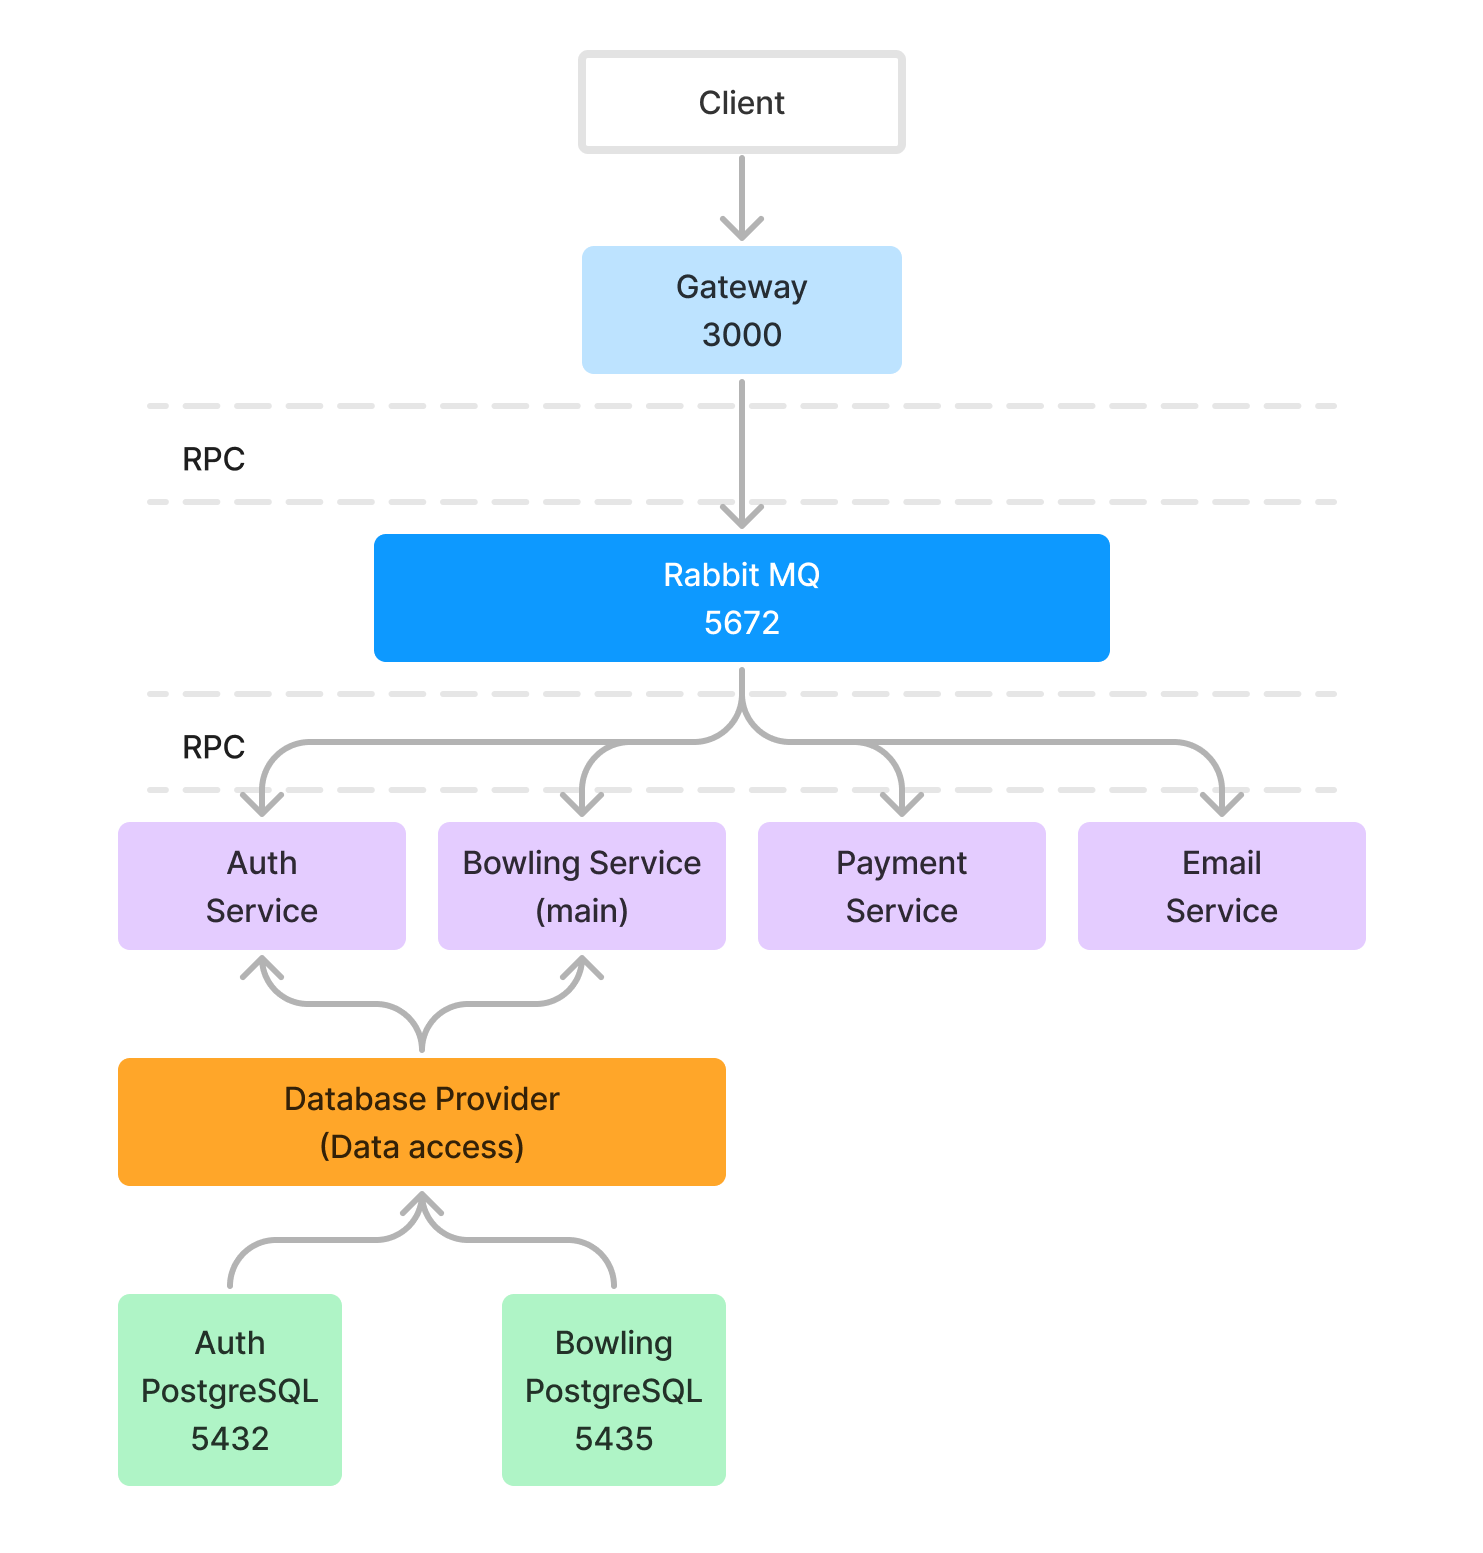 Client
Gateway
3000
RPC
Rabbit MQ
5672
RPC
Auth
Service
Bowling Service
(main)
Payment
Service
Email
Service
Database Provider
(Data access)
Auth
PostgreSQL
5432
Bowling
PostgreSQL
5435